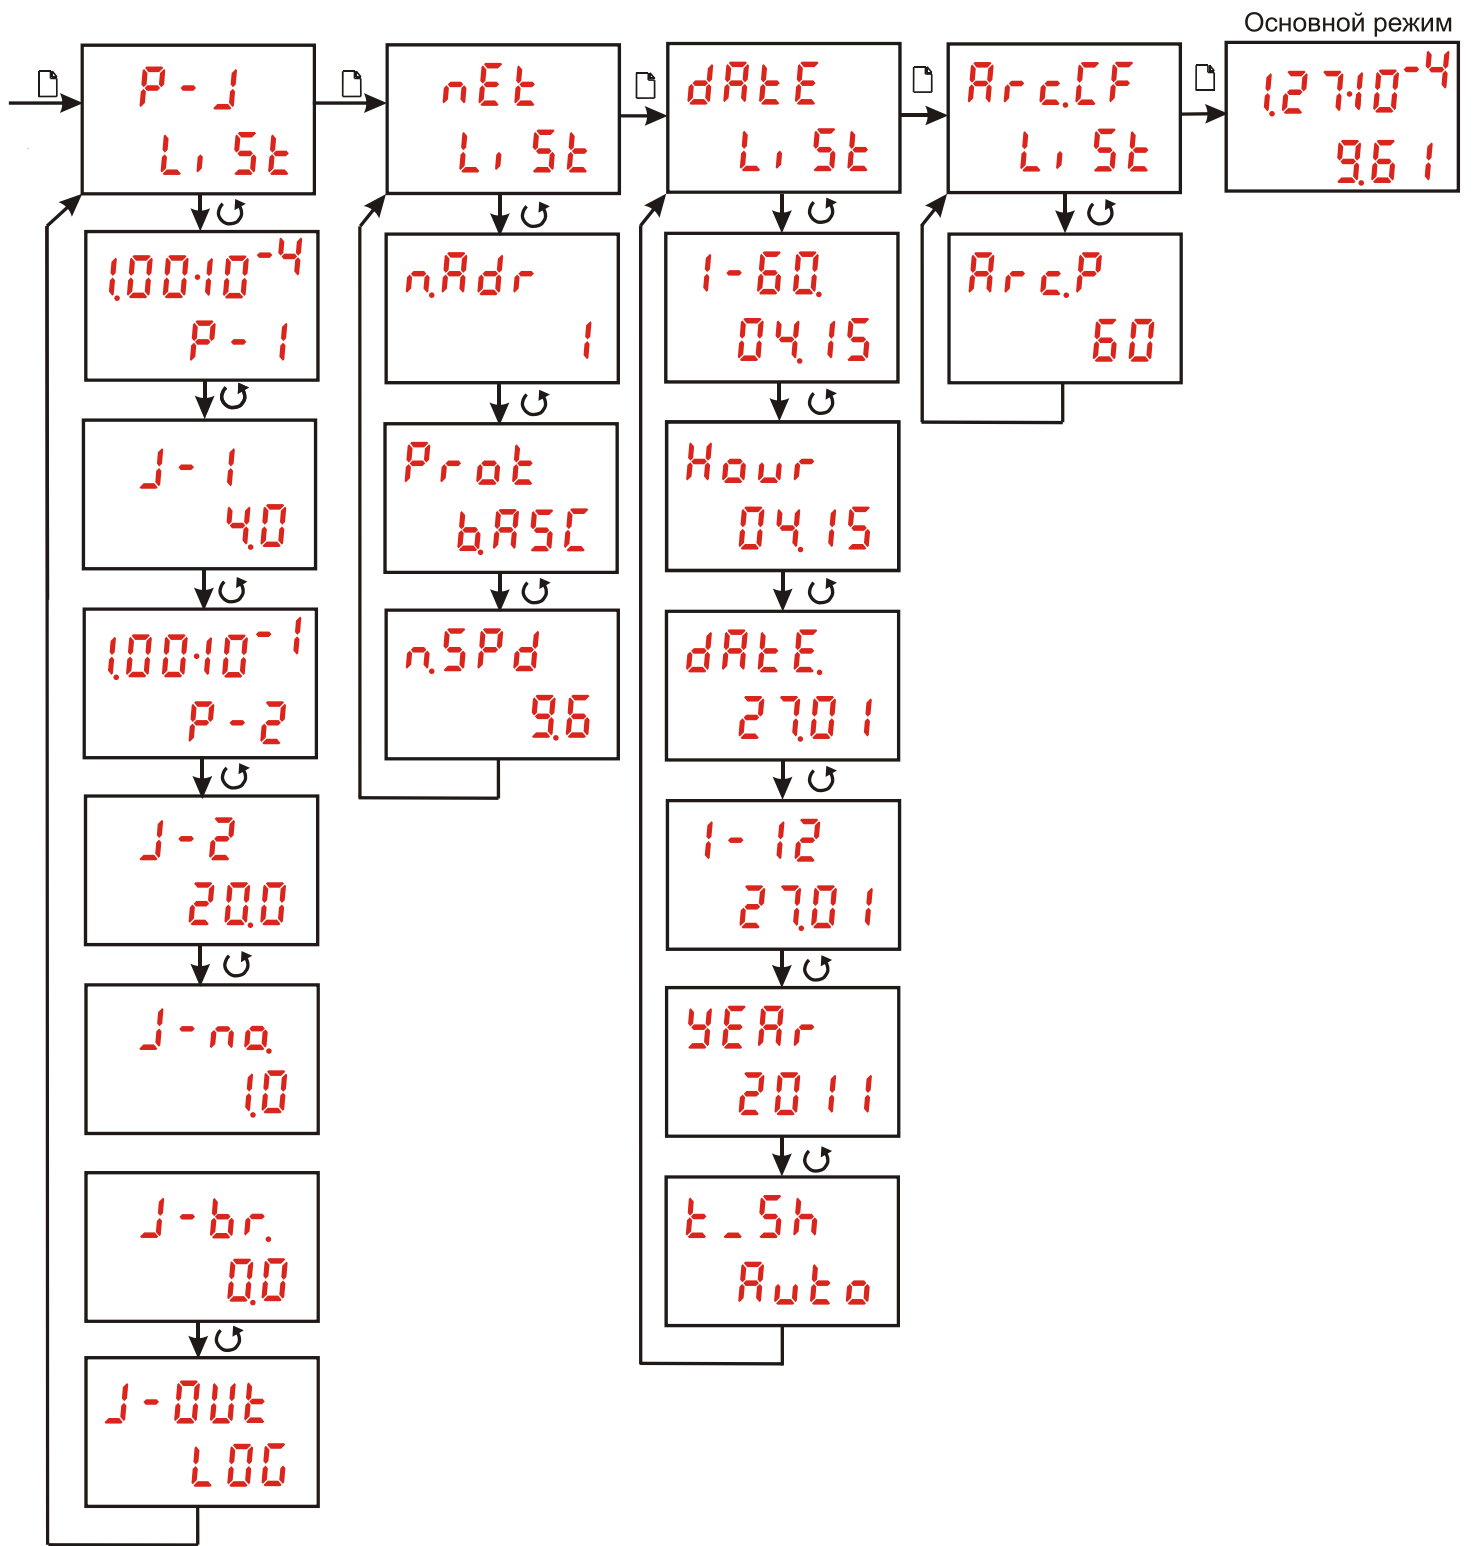 Основной режим
P-J
LiSt
1.00·10-4
P-1
J-1
4.0
1.00·10-1
P-2
J-2
20.0
J-no.
1.0
J-br.
0.0
J-OUt
LOG
nEt
LiSt
n.Adr
1
Prot
b.ASC
n.SPd
9.6
dAtE
LiSt
1-60.
04.15
Hour
04.15
dAtE.
27.01
1-12
27.01
YEAr
2011
t_Sh
Auto
Arc.CF
LiSt
Arc.P
60
1.27·10-4
9.61